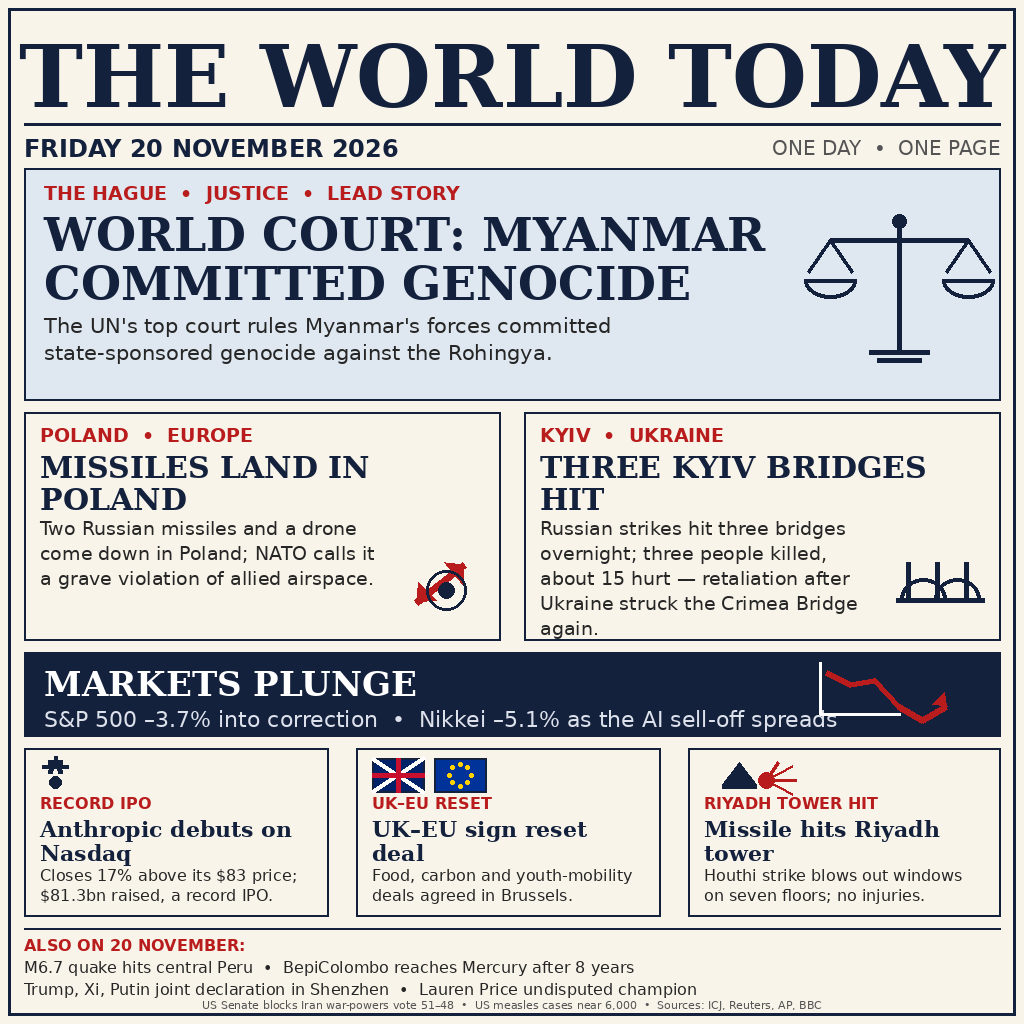 THE WORLD TODAY
FRIDAY 20 NOVEMBER 2026
ONE DAY • ONE PAGE
THE HAGUE • JUSTICE • LEAD STORY
WORLD COURT: MYANMAR
COMMITTED GENOCIDE
The UN's top court rules Myanmar's forces committed
state-sponsored genocide against the Rohingya.
POLAND • EUROPE
MISSILES LAND IN
POLAND
Two Russian missiles and a drone
come down in Poland; NATO calls it
a grave violation of allied airspace.
KYIV • UKRAINE
THREE KYIV BRIDGES
HIT
Russian strikes hit three bridges
overnight; three people killed,
about 15 hurt — retaliation after
Ukraine struck the Crimea Bridge
again.
MARKETS PLUNGE
S&P 500 –3.7% into correction • Nikkei –5.1% as the AI sell-off spreads
RECORD IPO
Anthropic debuts on
Nasdaq
Closes 17% above its $83 price;
$81.3bn raised, a record IPO.
UK–EU RESET
UK–EU sign reset
deal
Food, carbon and youth-mobility
deals agreed in Brussels.
RIYADH TOWER HIT
Missile hits Riyadh
tower
Houthi strike blows out windows
on seven floors; no injuries.
ALSO ON 20 NOVEMBER:
M6.7 quake hits central Peru • BepiColombo reaches Mercury after 8 years
Trump, Xi, Putin joint declaration in Shenzhen • Lauren Price undisputed champion
US Senate blocks Iran war-powers vote 51–48 • US measles cases near 6,000 • Sources: ICJ, Reuters, AP, BBC